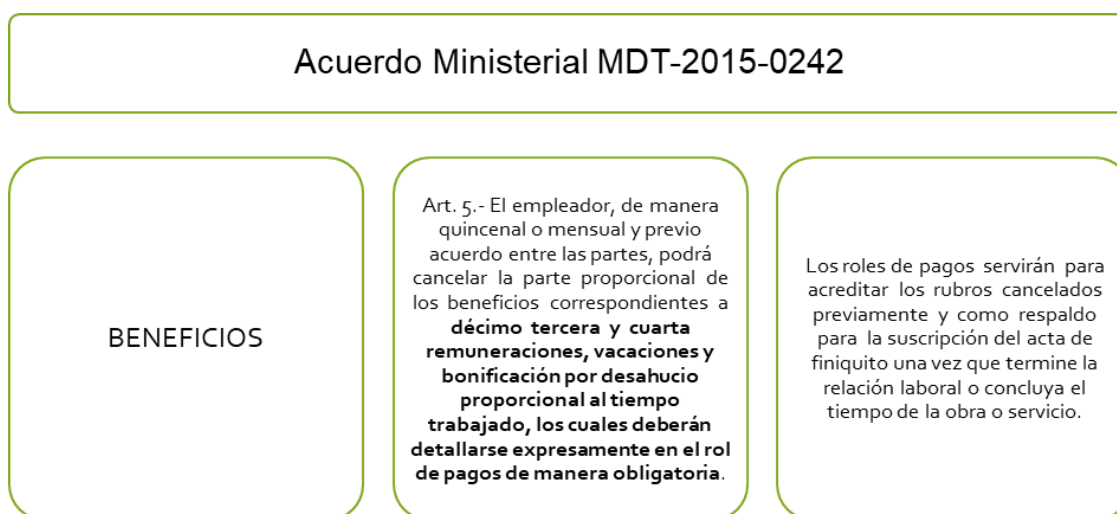 Acuerdo Ministerial MDT-2015-0242
BENEFICIOS
Art. 5.- El empleador, de manera
quincenal o mensual y previo
acuerdo entre las partes, podrá
cancelar la parte proporcional de
los beneficios correspondientes a
décimo tercera y cuarta
remuneraciones, vacaciones y
bonificación por desahucio
proporcional al tiempo
trabajado, los cuales deberán
detallarse expresamente en el rol
de pagos de manera obligatoria.
Los roles de pagos servirán para
acreditar los rubros cancelados
previamente y como respaldo
para la suscripción del acta de
finiquito una vez que termine la
relación laboral o concluya el
tiempo de la obra o servicio.